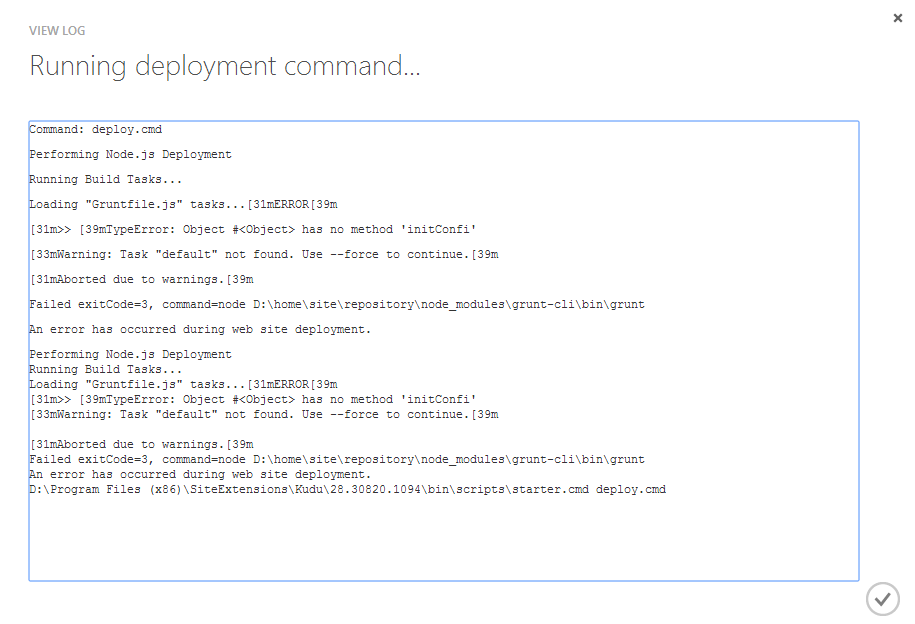 VIEW LOG
Running deployment command...
Command: deploy.cmd
Performing Node.js Deployment
Running Build Tasks...
Loading "Gruntfile.js" tasks...[31mERROR[39m
[31m>> [39mTypeError: Object #<Object> has no method 'initConfi'
[33mWarning: Task "default" not found. Use --force to continue.[39m
[31mAborted due to warnings.[39m
Failed exitCode=3, command=node D:\home\site\repository\node_modules\grunt-cli\bin\grunt
An error has occurred during web site deployment.
Performing Node.js Deployment
Running Build Tasks...
Loading "Gruntfile.js" tasks...[31mERROR[39m
[31m>> [39mTypeError: Object #<Object> has no method 'initConfi'
[33mWarning: Task "default" not found. Use --force to continue.[39m
[31mAborted due to warnings.[39m
Failed exitCode=3, command=node D:\home\site\repository\node_modules\grunt-cli\bin\grunt
An error has occurred during web site deployment.
D:\Program Files (x86)\SiteExtensions\Kudu\28.30820.1094\bin\scripts\starter.cmd deploy.cmd